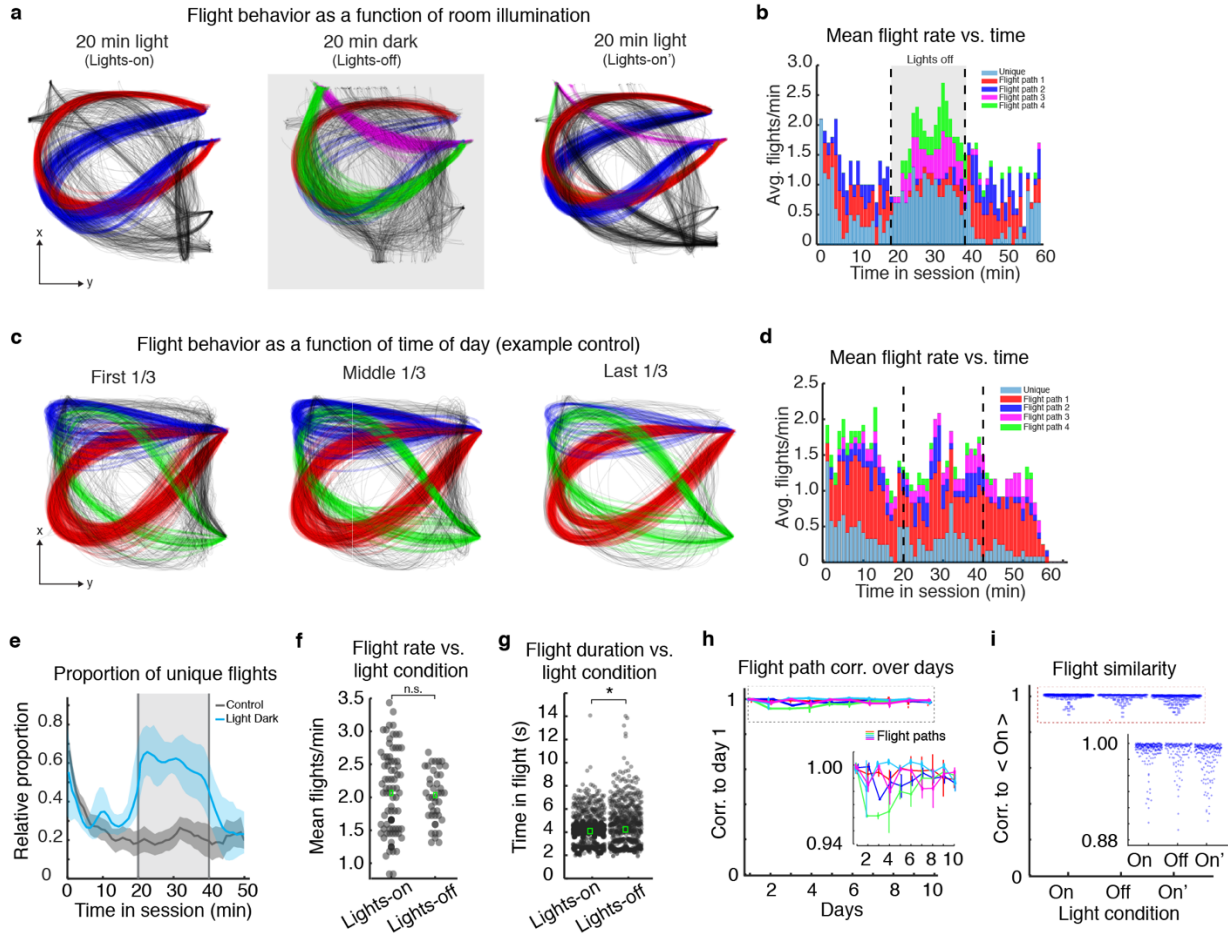 a
Flight behavior as a function of room illumination
20 min light
(Lights-on)
20 min dark
(Lights-off)
20 min light
(Lights-on')
x
y
b
Mean flight rate vs. time
Lights off
Unique
Flight path 1
Flight path 2
Flight path 3
Flight path 4
Avg. flights/min
3.0
2.5
2.0
1.5
1.0
0.5
0
0 10 20 30 40 50 60
Time in session (min)
c
Flight behavior as a function of time of day (example control)
First 1/3
Middle 1/3
Last 1/3
x
y
d
Mean flight rate vs. time
Unique
Flight path 1
Flight path 2
Flight path 3
Flight path 4
Avg. flights/min
2.5
2.0
1.5
1.0
0.5
0
0 10 20 30 40 50 60
Time in session (min)
e
Proportion of unique flights
Control
Light Dark
Relative proportion
0.8
0.6
0.4
0.2
0
0 10 20 30 40 50
Time in session (min)
f
Flight rate vs.
light condition
n.s.
Mean flights/min
3.5
3.0
2.5
2.0
1.5
1.0
Lights-on
Lights-off
g
Flight duration vs.
light condition
*
Time in flight (s)
14
12
10
8
6
4
2
0
Lights-on
Lights-off
h
Flight path corr. over days
Corr. to day 1
1
0
Flight paths
1.00
0.94
2 4 6 8 10
2 4 6 8 10
Days
i
Flight similarity
Corr. to < On >
1
0
1.00
0.88
On Off On'
On Off On'
Light condition